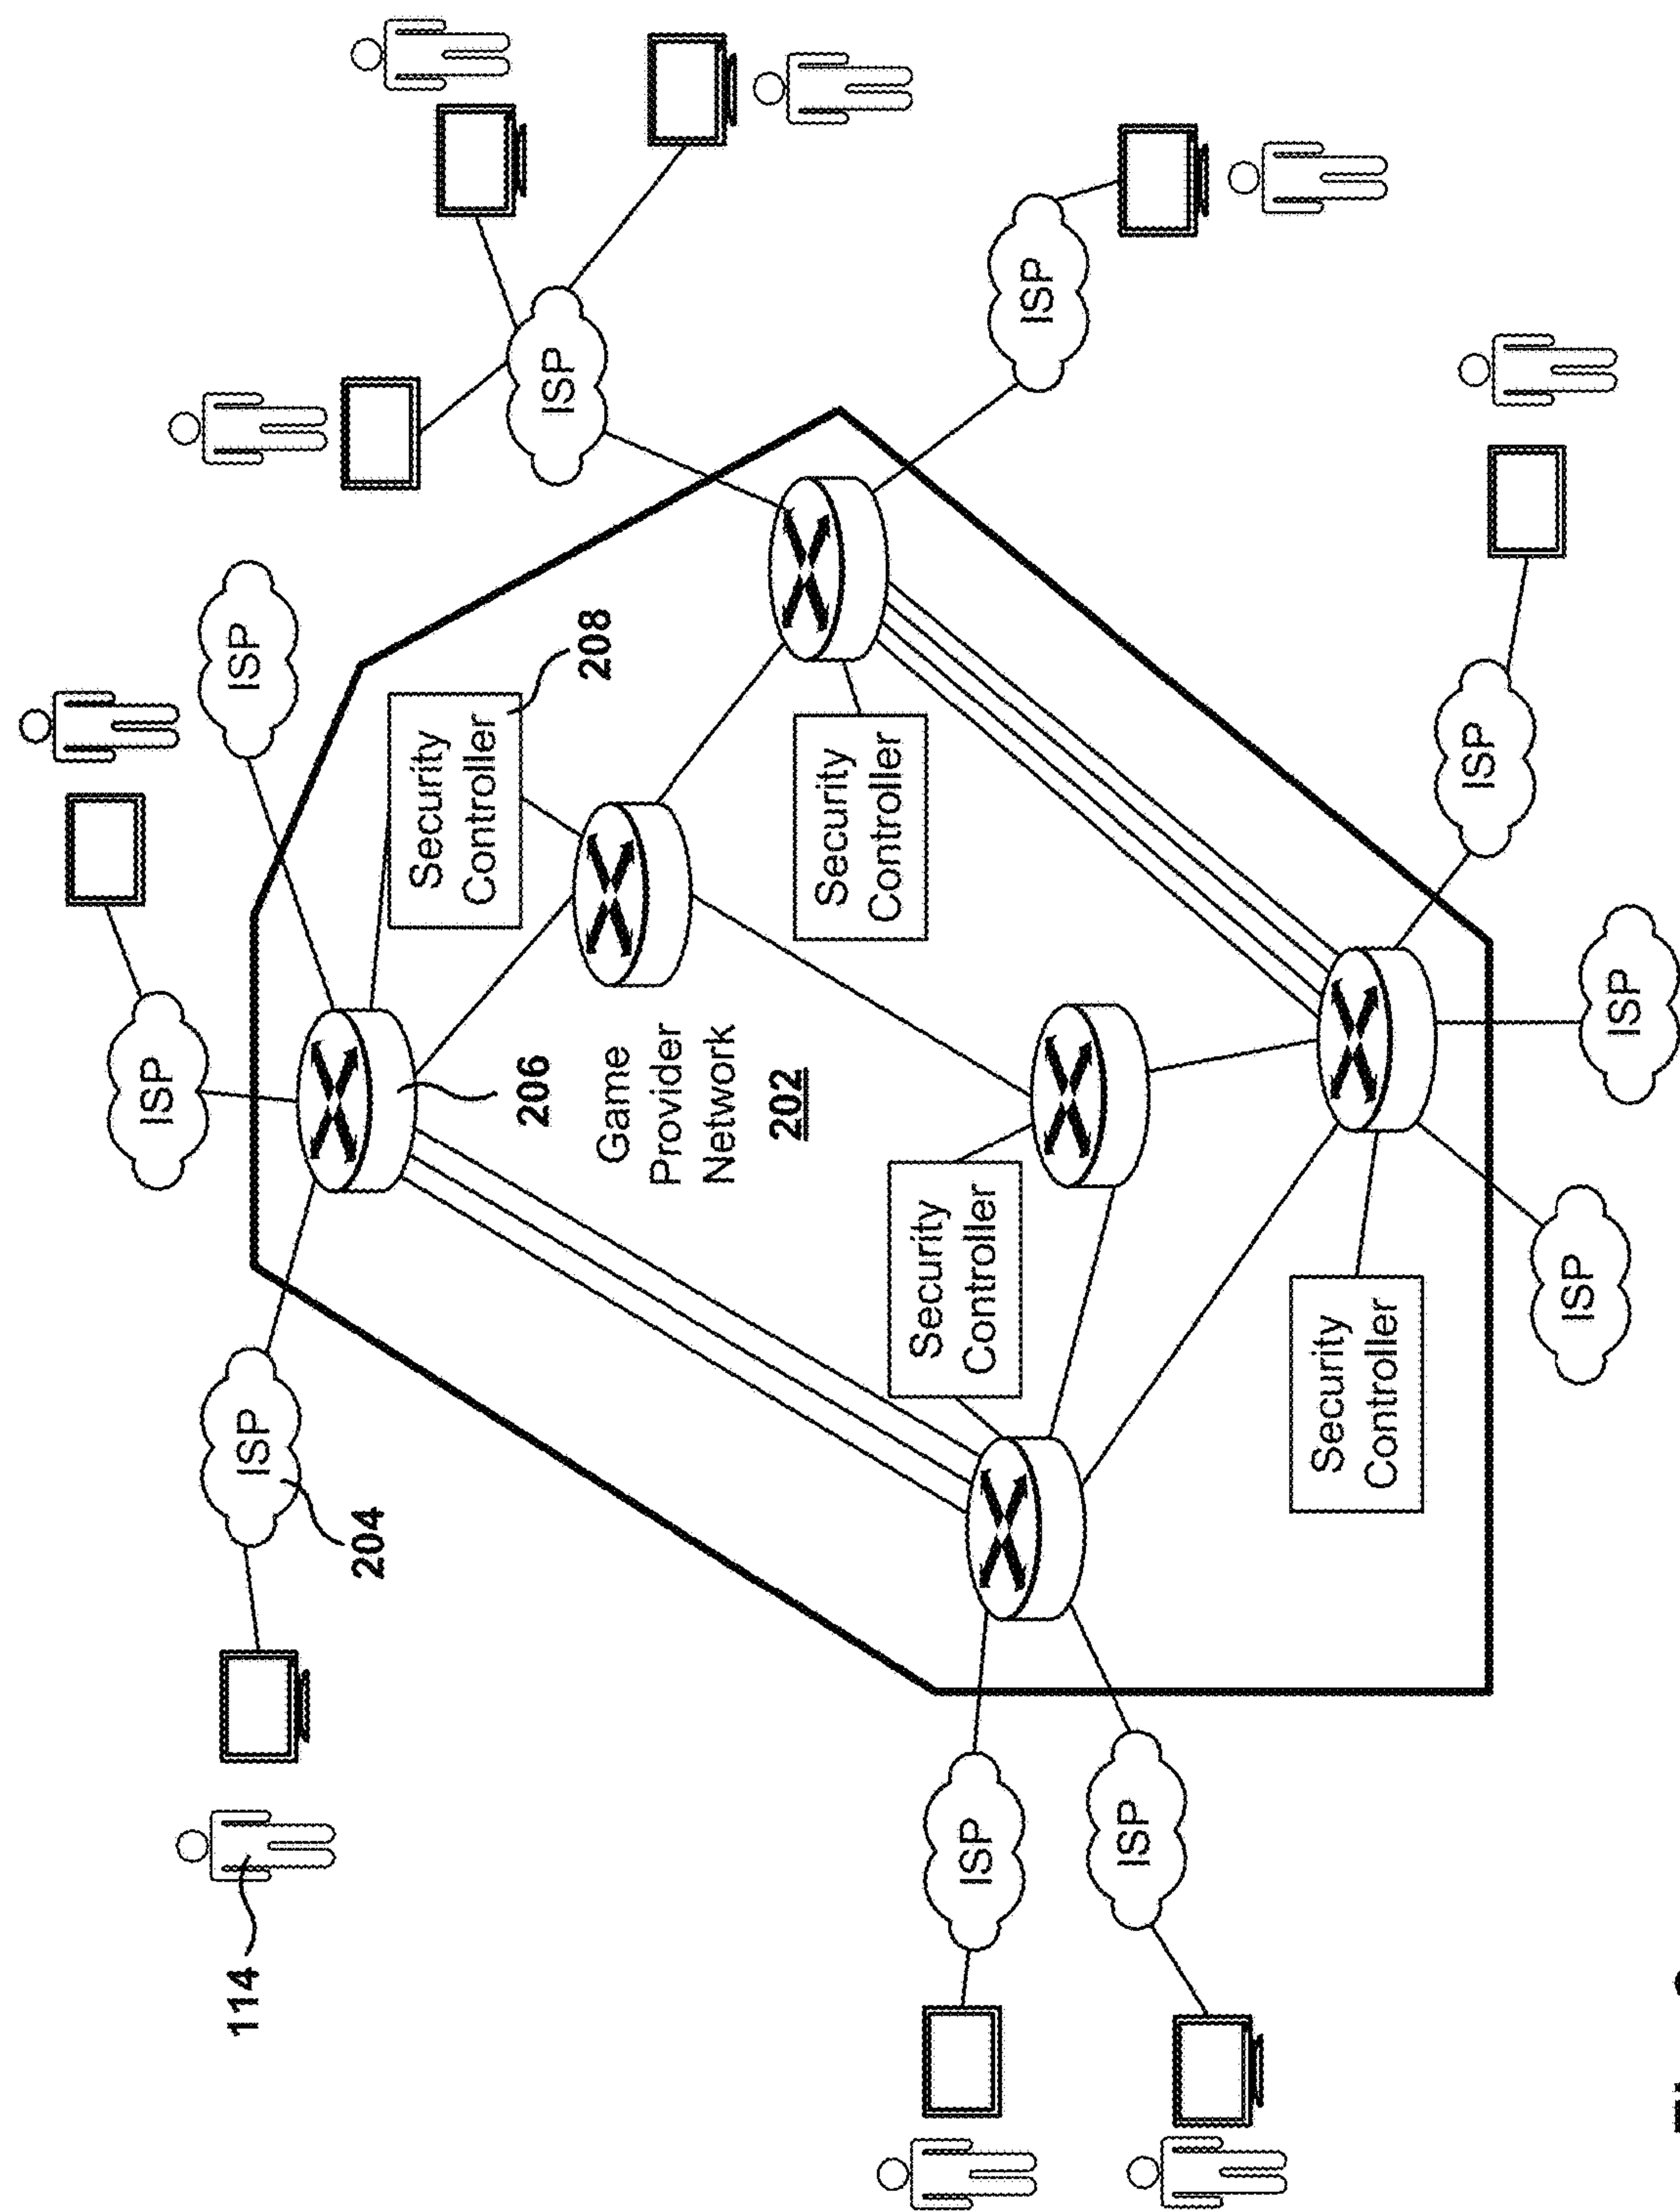 ISP
114
ISP
ISP
204
Security
Controller
206
ISP
208
Game
Provider
Network
202
Security
Controller
Security
Controller
ISP
ISP
ISP
Security
Controller
ISP
ISP
ISP